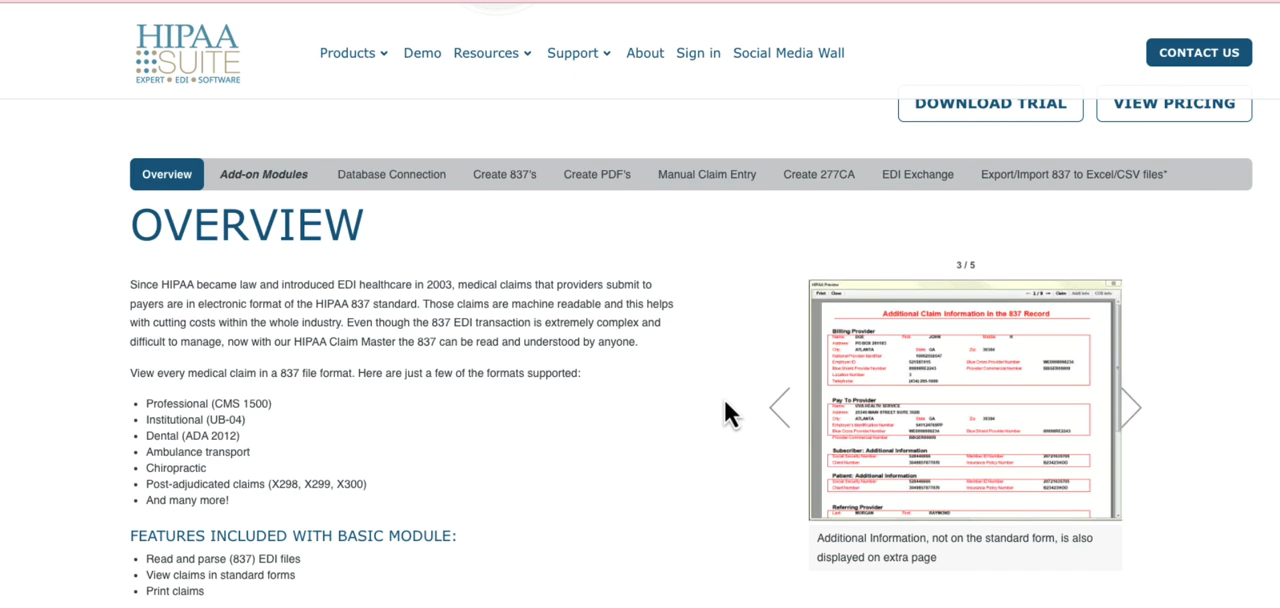 HIPAA
SUITE
EXPERT • EDI • SOFTWARE
Products Demo Resources Support About Sign in Social Media Wall
CONTACT US
DOWNLOAD TRIAL VIEW PRICING
Overview Add-on Modules Database Connection Create 837's Create PDF's Manual Claim Entry Create 277CA EDI Exchange Export/Import 837 to Excel/CSV files*
OVERVIEW
Since HIPAA became law and introduced EDI healthcare in 2003, medical claims that providers submit to
payers are in electronic format of the HIPAA 837 standard. Those claims are machine readable and this helps
with cutting costs within the whole industry. Even though the 837 EDI transaction is extremely complex and
difficult to manage, now with our HIPAA Claim Master the 837 can be read and understood by anyone.
View every medical claim in a 837 file format. Here are just a few of the formats supported:
• Professional (CMS 1500)
• Institutional (UB-04)
• Dental (ADA 2012)
• Ambulance transport
• Chiropractic
• Post-adjudicated claims (X298, X299, X300)
• And many more!
FEATURES INCLUDED WITH BASIC MODULE:
• Read and parse (837) EDI files
• View claims in standard forms
• Print claims
3 / 5
HIPAA Preview
Print Close
Additional Claim Information in the 837 Record
Billing Provider
Pay To Provider
Subscriber: Additional Information
Patient: Additional Information
Referring Provider
Additional Information, not on the standard form, is also
displayed on extra page